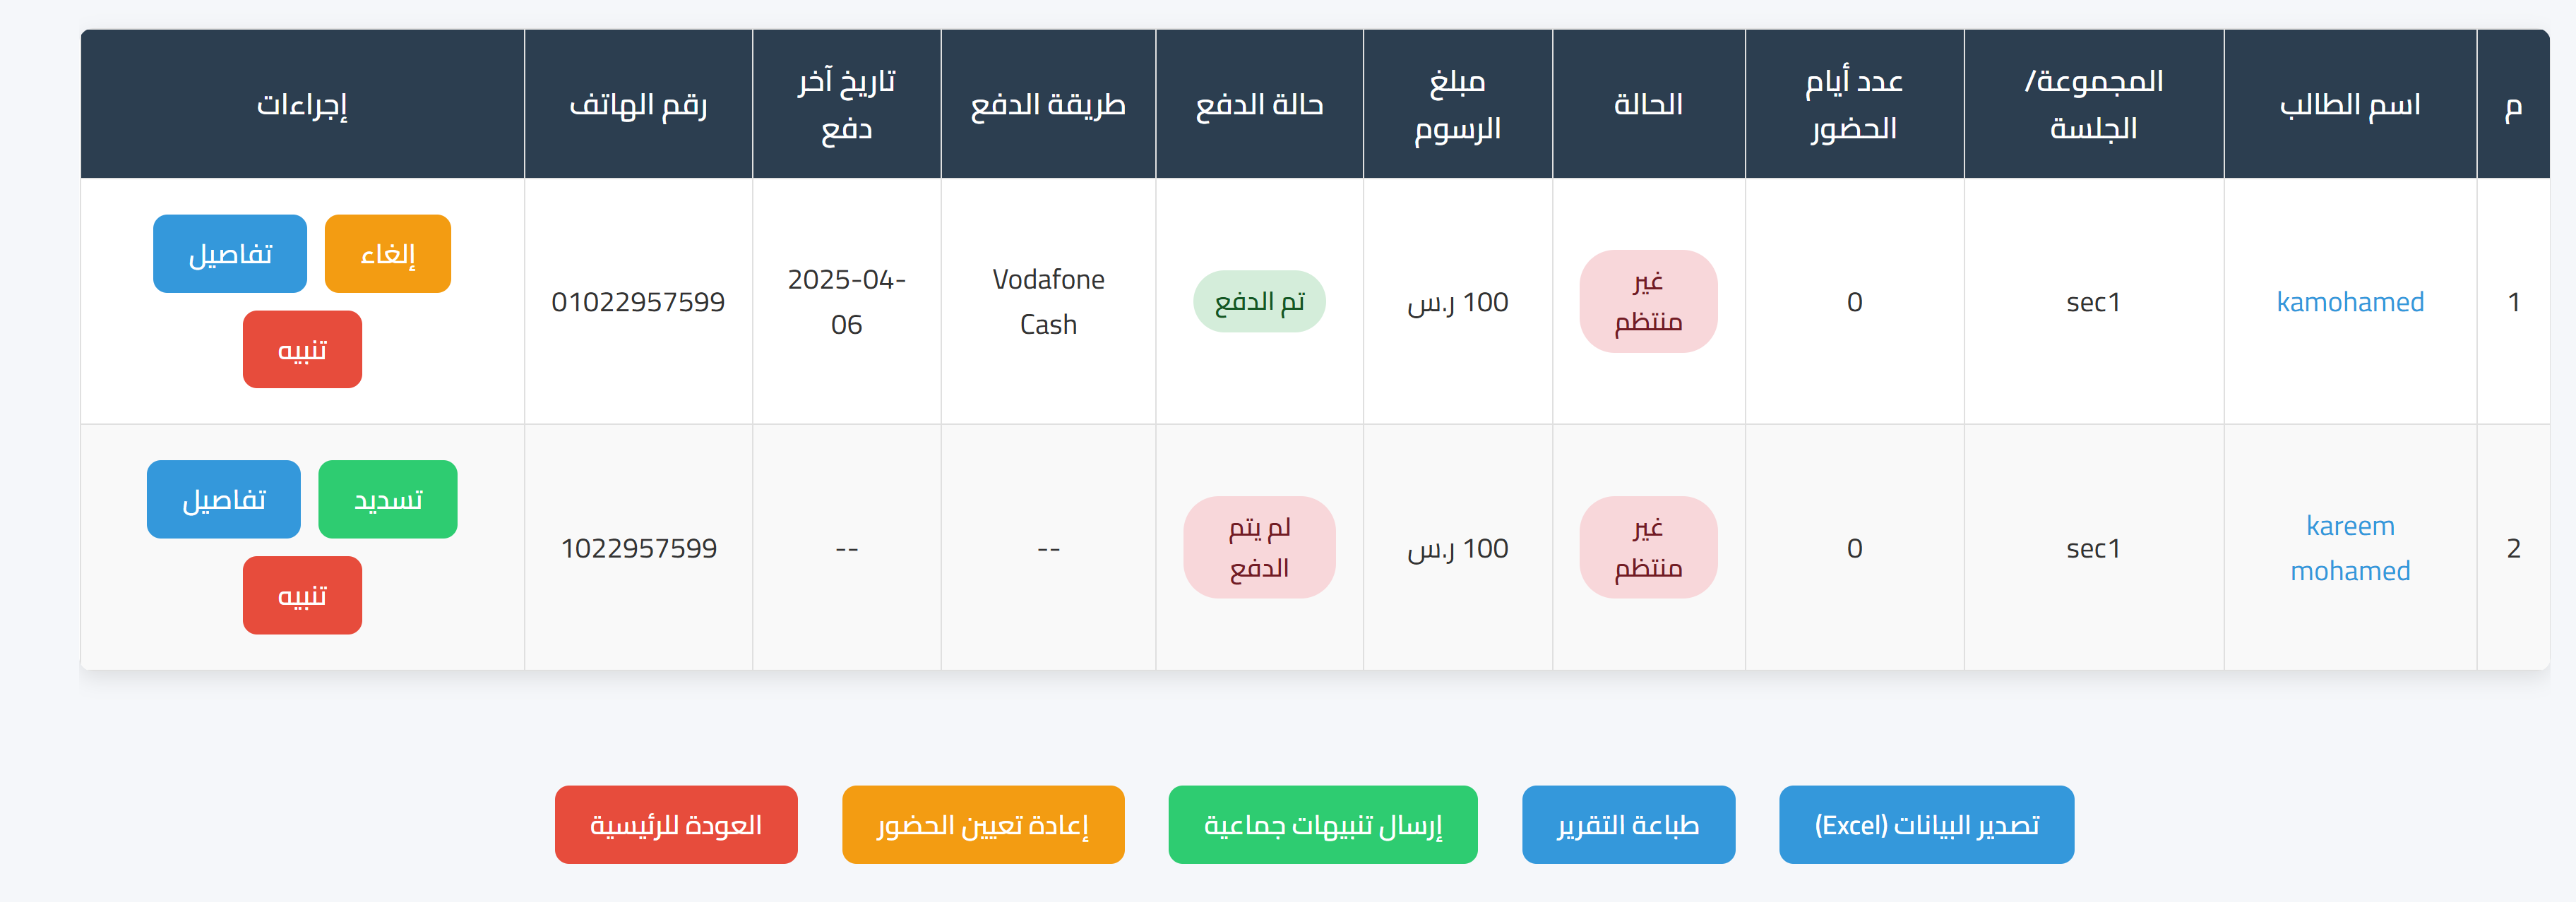 م
اسم الطالب
المجموعة/
الجلسة
عدد أيام
الحضور
الحالة
مبلغ
الرسوم
حالة الدفع
طريقة الدفع
تاريخ آخر
دفع
رقم الهاتف
إجراءات
1
kamohamed
sec1
0
غير
منتظم
100 ر.س
تم الدفع
Vodafone
Cash
2025-04-
06
01022957599
إلغاء
تفاصيل
تنبيه
2
kareem
mohamed
sec1
0
غير
منتظم
100 ر.س
لم يتم
الدفع
--
--
1022957599
تسديد
تفاصيل
تنبيه
تصدير البيانات (Excel)
طباعة التقرير
إرسال تنبيهات جماعية
إعادة تعيين الحضور
العودة للرئيسية